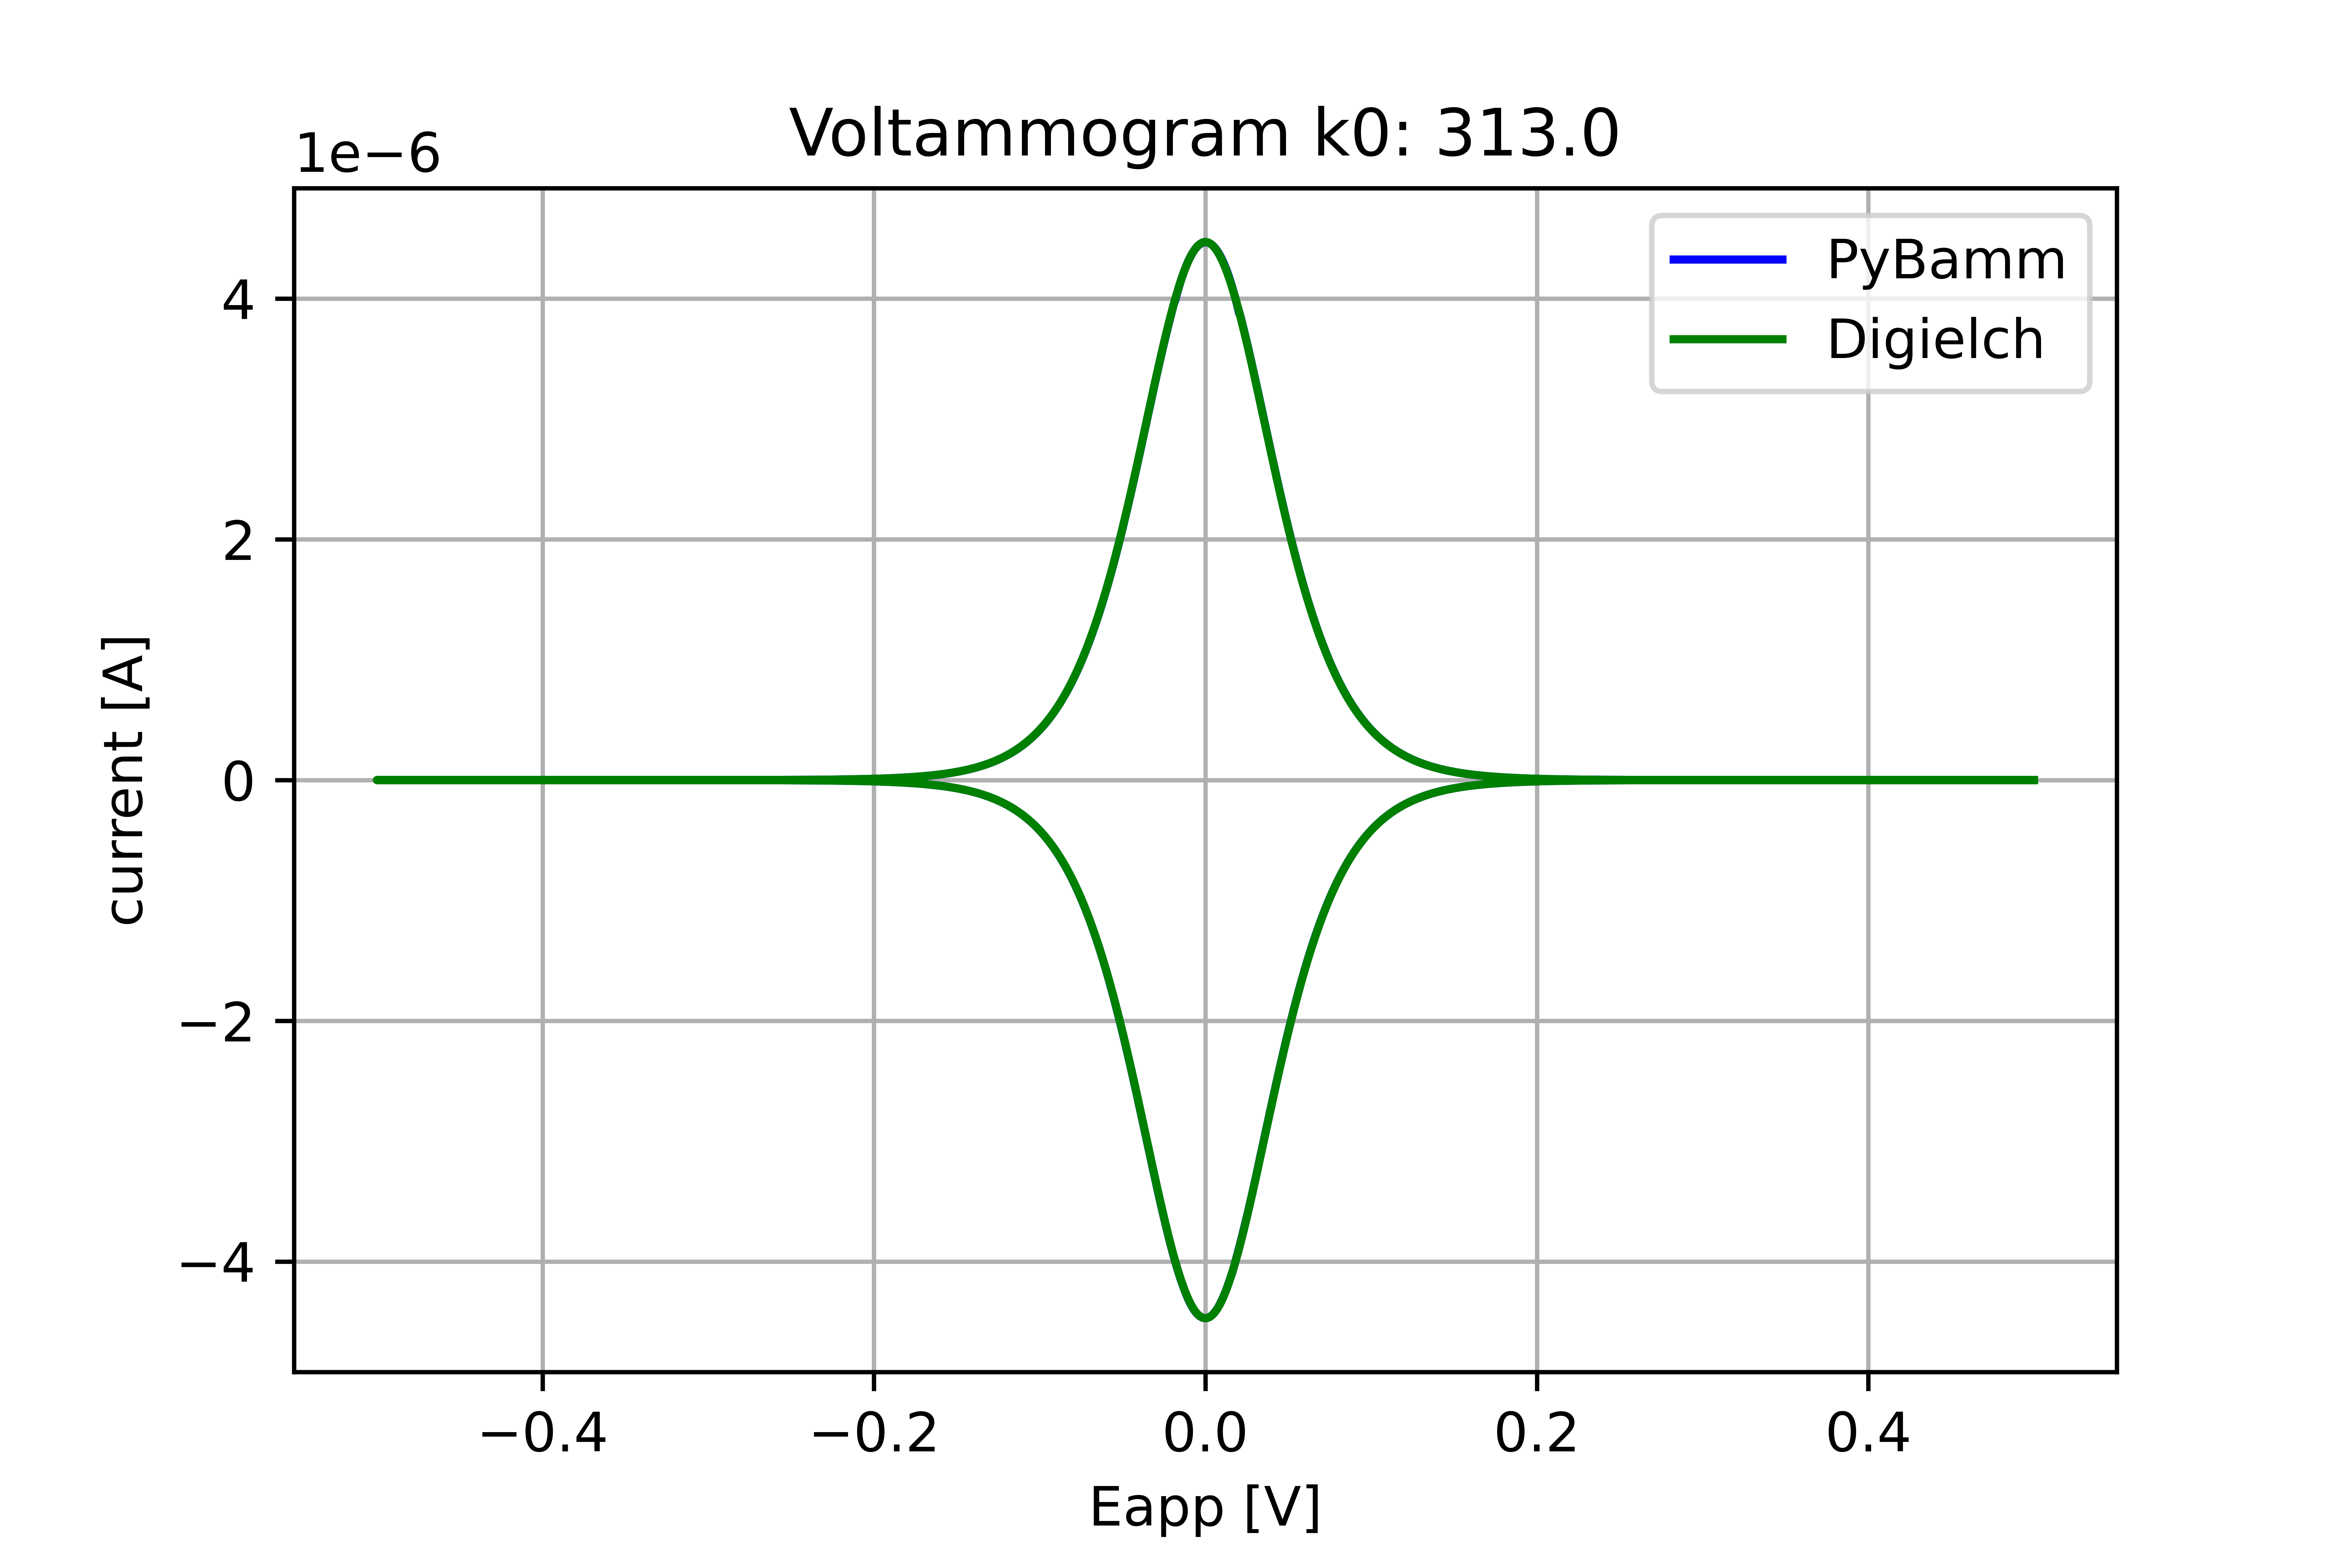 Voltammogram k0: 313.0
1e−6
PyBamm
Digielch
4
2
0
−2
−4
current [A]
−0.4
−0.2
0.0
0.2
0.4
Eapp [V]